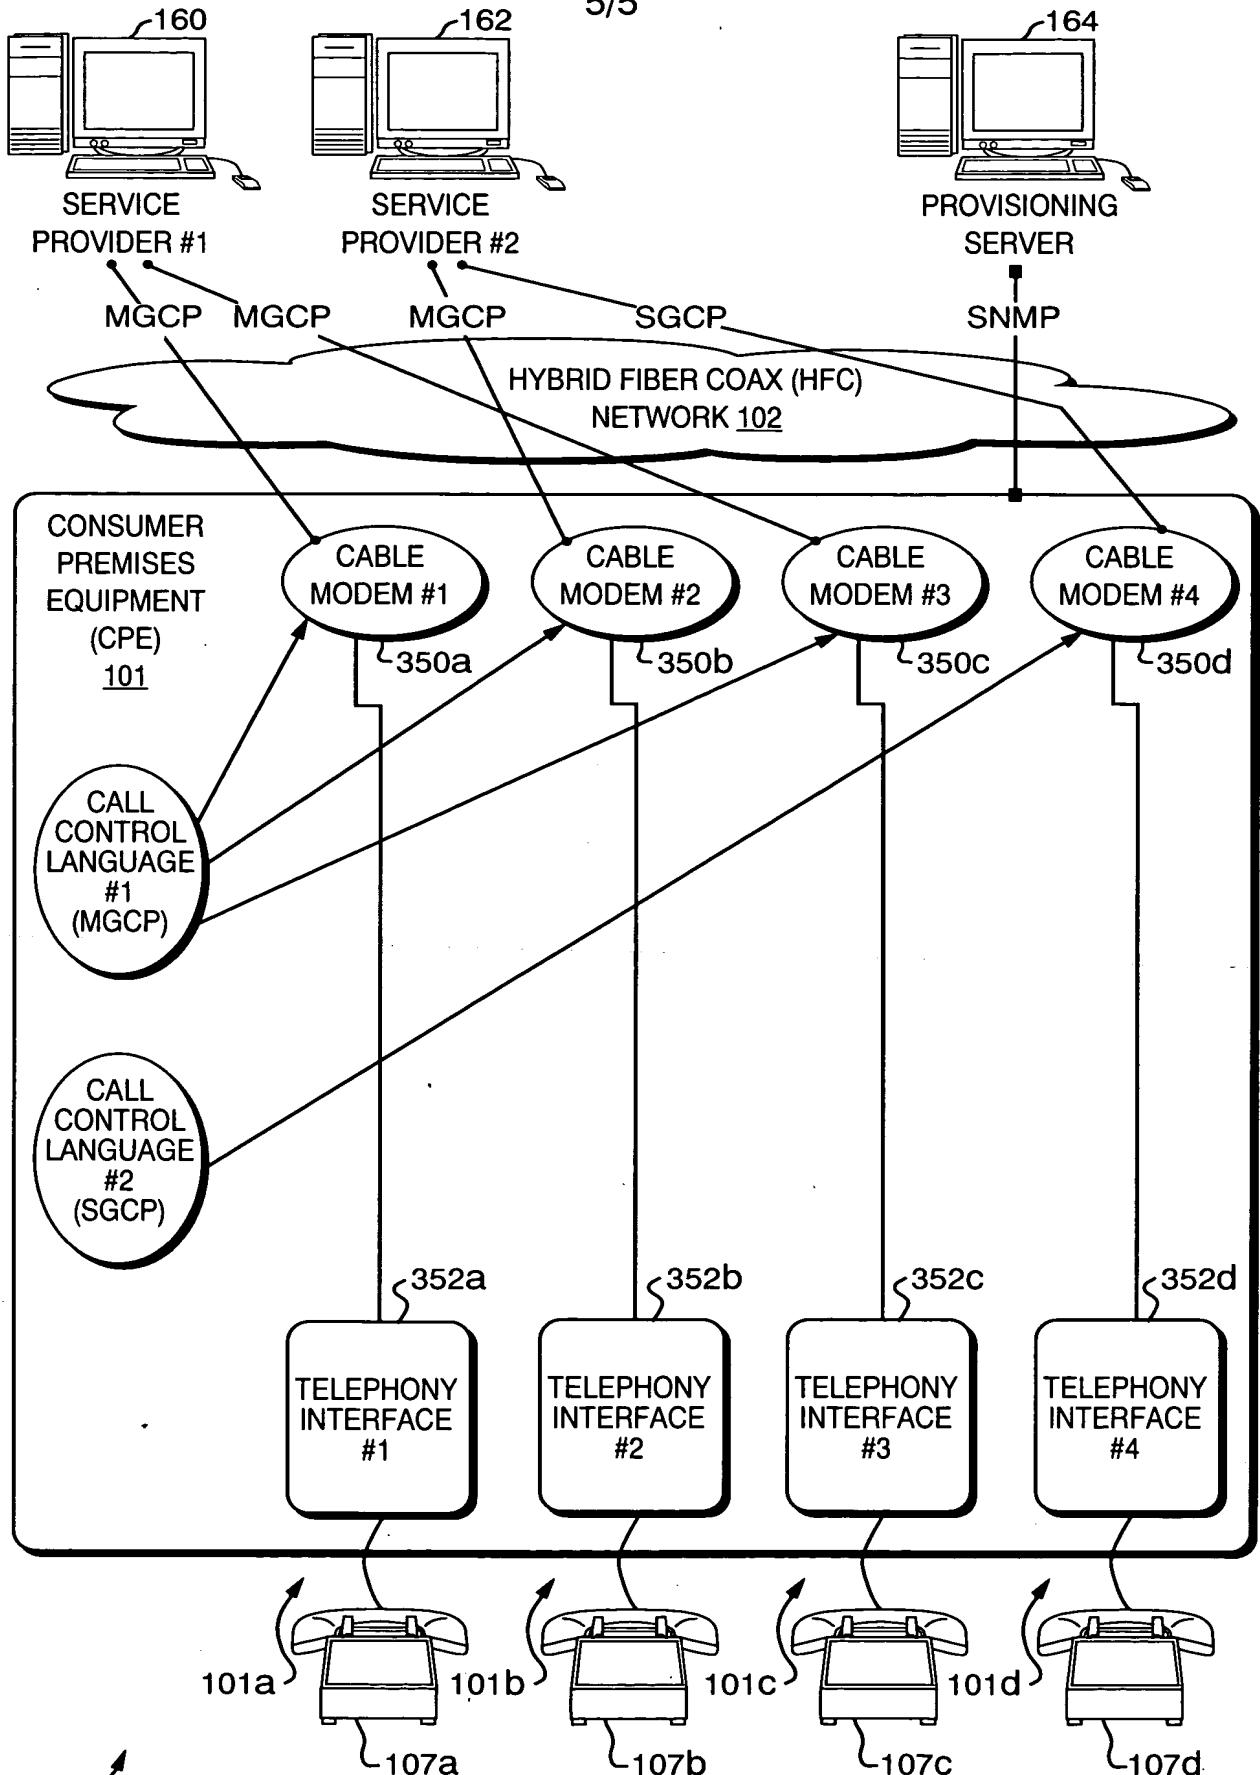 5/5
160
162
164
SERVICE
PROVIDER #1
SERVICE
PROVIDER #2
PROVISIONING
SERVER
MGCP
MGCP
MGCP
SGCP
SNMP
HYBRID FIBER COAX (HFC)
NETWORK 102
CONSUMER
PREMISES
EQUIPMENT
(CPE)
101
CABLE
MODEM #1
CABLE
MODEM #2
CABLE
MODEM #3
CABLE
MODEM #4
350a
350b
350c
350d
CALL
CONTROL
LANGUAGE
#1
(MGCP)
CALL
CONTROL
LANGUAGE
#2
(SGCP)
352a
352b
352c
352d
TELEPHONY
INTERFACE
#1
TELEPHONY
INTERFACE
#2
TELEPHONY
INTERFACE
#3
TELEPHONY
INTERFACE
#4
101a
101b
101c
101d
107a
107b
107c
107d